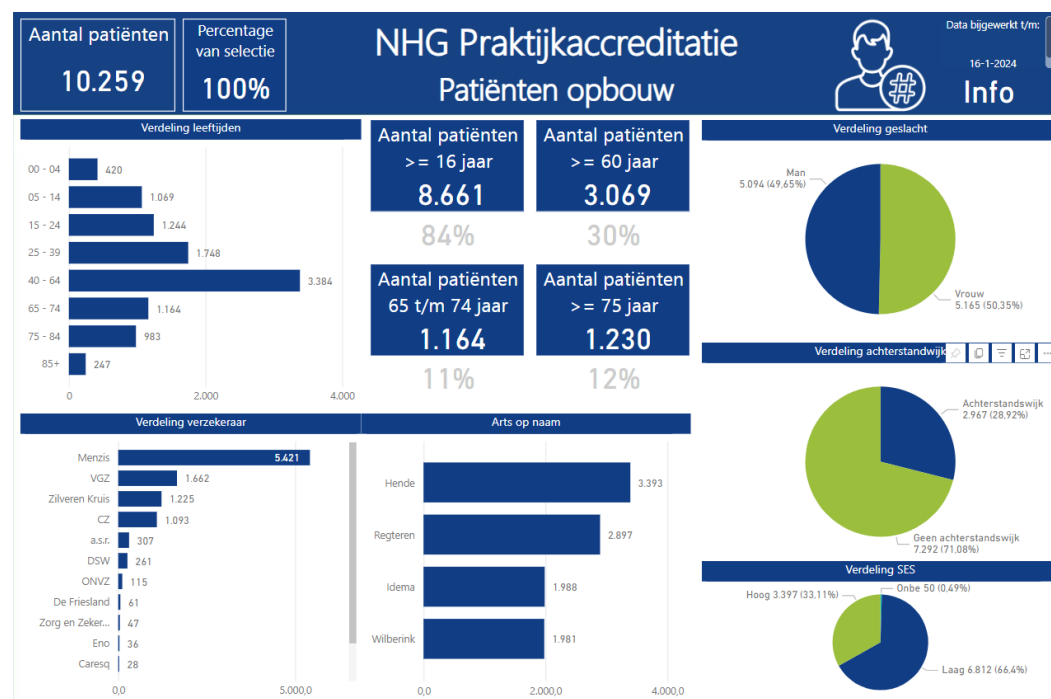 Aantal patiënten
10.259
Percentage
van selectie
100%
NHG Praktijkaccreditatie
Patiënten opbouw
#
Data bijgewerkt t/m:
16-1-2024
Info
Verdeling leeftijden
00 - 04
420
05 - 14
1.069
15 - 24
1.244
25 - 39
1.748
40 - 64
3.384
65 - 74
1.164
75 - 84
983
85+
247
0
2.000
4.000
Aantal patiënten
>= 16 jaar
8.661
84%
Aantal patiënten
>= 60 jaar
3.069
30%
Aantal patiënten
65 t/m 74 jaar
1.164
11%
Aantal patiënten
>= 75 jaar
1.230
12%
Verdeling geslacht
Man
5.094 (49,65%)
Vrouw
5.165 (50,35%)
Verdeling achterstandwijk
Achterstandswijk
2.967 (28,92%)
Geen achterstandswijk
7.292 (71,08%)
Verdeling verzekeraar
Menzis
5.421
VGZ
1.662
Zilveren Kruis
1.225
CZ
1.093
a.s.r.
307
DSW
261
ONVZ
115
De Friesland
61
Zorg en Zeker...
47
Eno
36
Caresq
28
0,0
5.000,0
Arts op naam
Hende
3.393
Regteren
2.897
Idema
1.988
Wilberink
1.981
0,0
2.000,0
4.000,0
Verdeling SES
Hoog 3.397 (33,11%)
Onbe 50 (0,49%)
Laag 6.812 (66,4%)